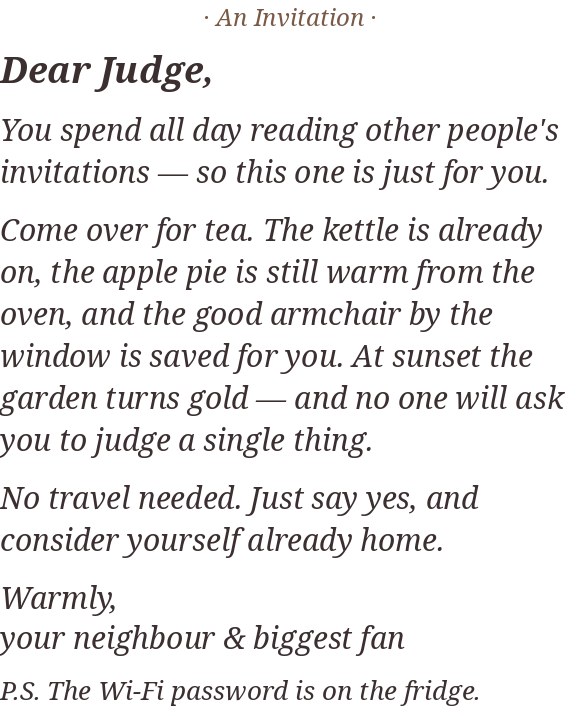 · An Invitation ·
Dear Judge,
You spend all day reading other people's
invitations — so this one is just for you.
Come over for tea. The kettle is already
on, the apple pie is still warm from the
oven, and the good armchair by the
window is saved for you. At sunset the
garden turns gold — and no one will ask
you to judge a single thing.
No travel needed. Just say yes, and
consider yourself already home.
Warmly,
your neighbour & biggest fan
P.S. The Wi-Fi password is on the fridge.